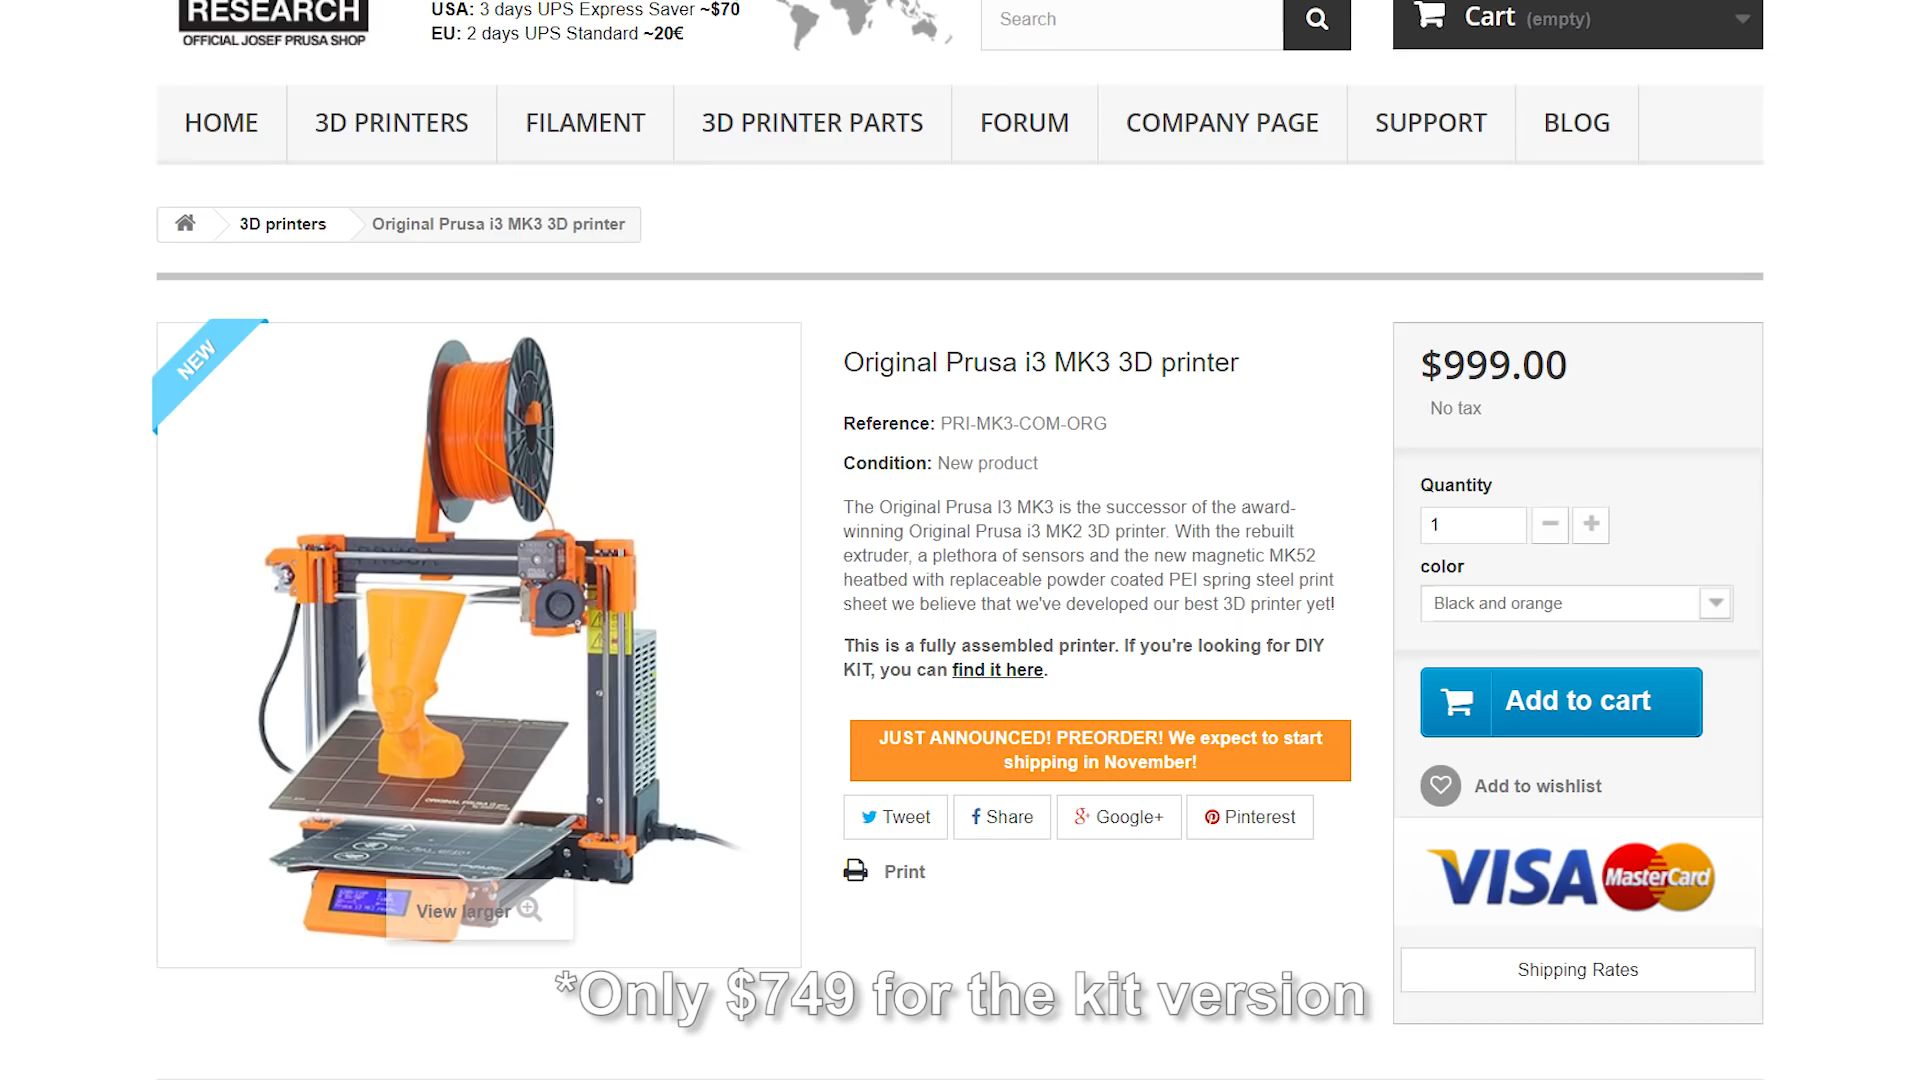 RESEARCH
OFFICIAL JOSEF PRUSA SHOP
USA: 3 days UPS Express Saver ~$70
EU: 2 days UPS Standard ~20€
Search
Cart (empty)
HOME
3D PRINTERS
FILAMENT
3D PRINTER PARTS
FORUM
COMPANY PAGE
SUPPORT
BLOG
3D printers
Original Prusa i3 MK3 3D printer
NEW
View larger
Original Prusa i3 MK3 3D printer
Reference: PRI-MK3-COM-ORG
Condition: New product
The Original Prusa I3 MK3 is the successor of the award-
winning Original Prusa i3 MK2 3D printer. With the rebuilt
extruder, a plethora of sensors and the new magnetic MK52
heatbed with replaceable powder coated PEI spring steel print
sheet we believe that we've developed our best 3D printer yet!
This is a fully assembled printer. If you're looking for DIY
KIT, you can find it here.
JUST ANNOUNCED! PREORDER! We expect to start
shipping in November!
Tweet
Share
Google+
Pinterest
Print
$999.00
No tax
Quantity
1
color
Black and orange
Add to cart
Add to wishlist
VISA
MasterCard
Shipping Rates
*Only $749 for the kit version